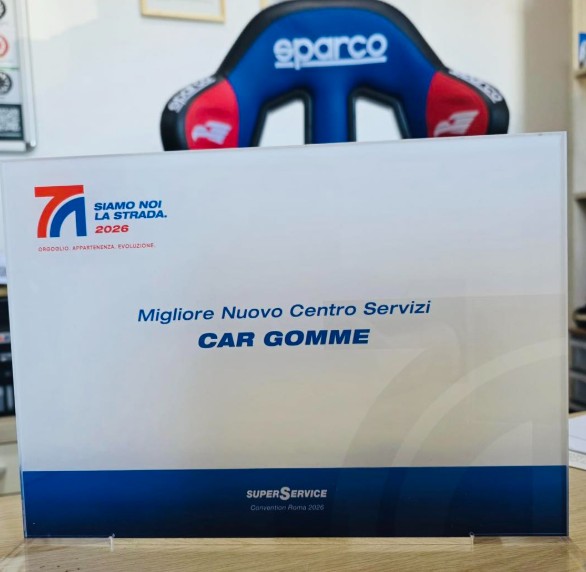 sparco
SPARCO
SIAMO NOI
LA STRADA.
2026
ORGOGLIO. APPARTENENZA. EVOLUZIONE.
Migliore Nuovo Centro Servizi
CAR GOMME
SUPERSERVICE
Convention Roma 2026